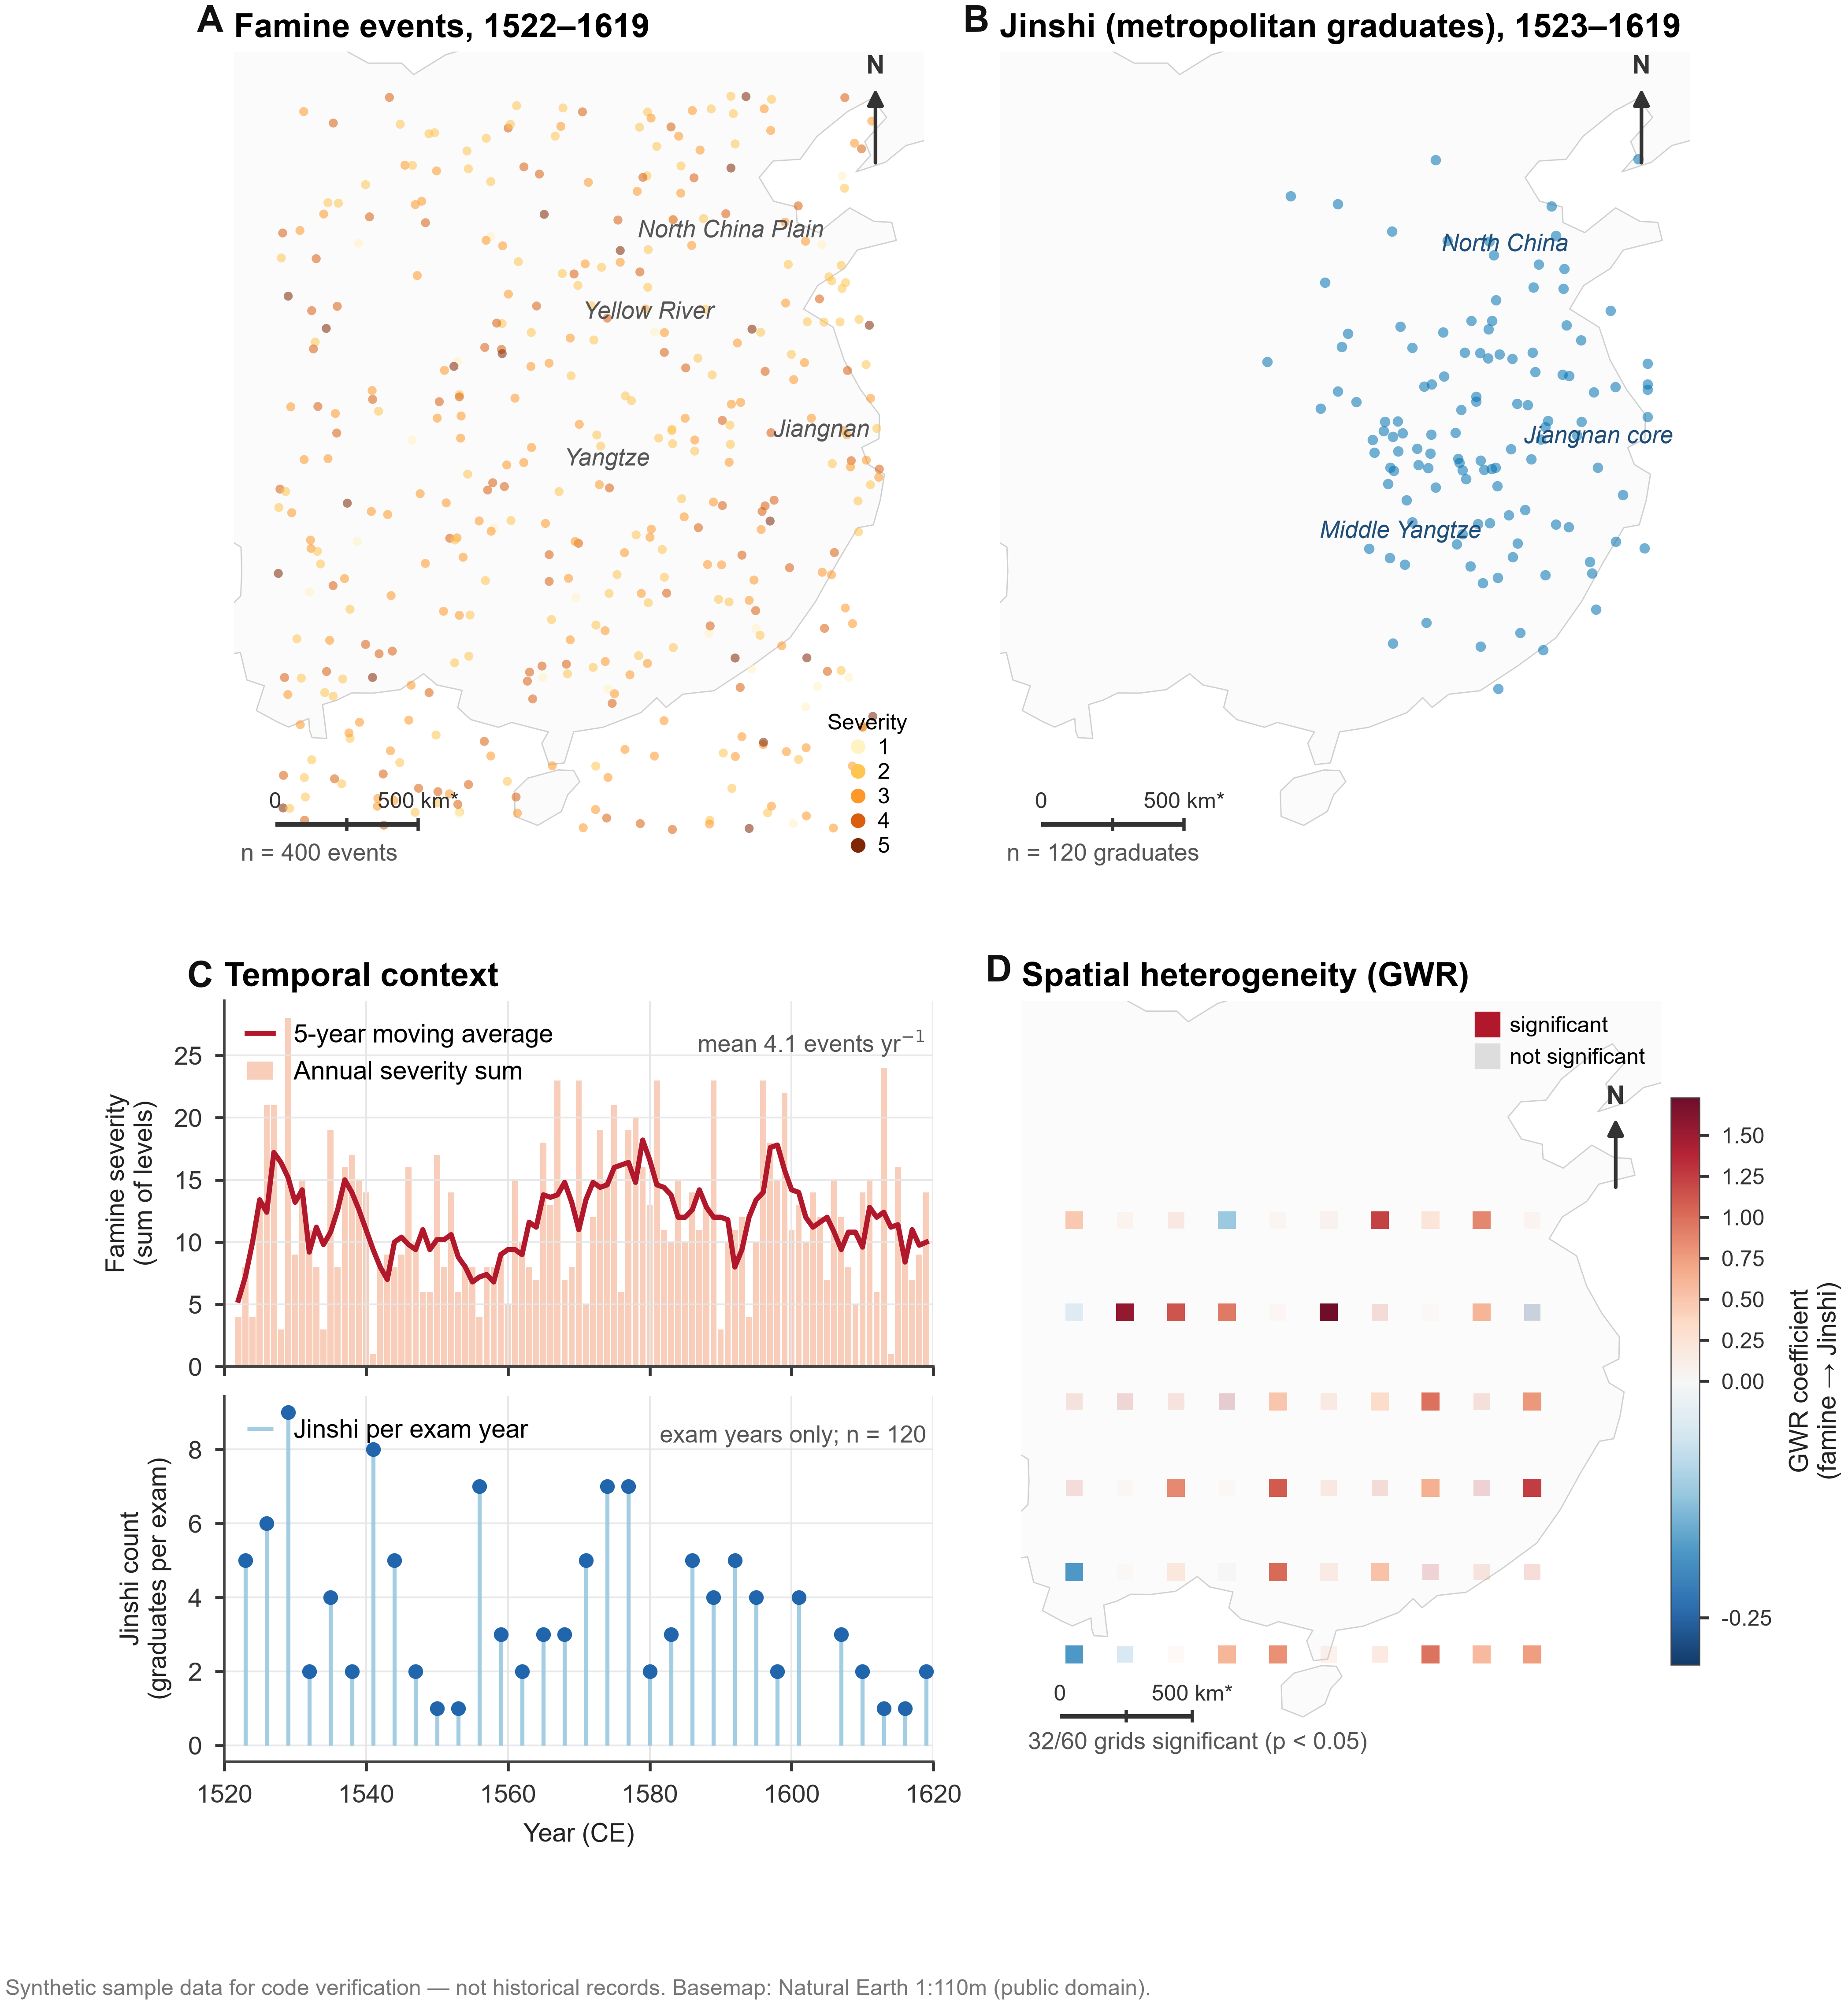 A Famine events, 1522–1619
N
North China Plain
Yellow River
Jiangnan
Yangtze
Severity
1
2
3
4
5
0 500 km*
n = 400 events
B Jinshi (metropolitan graduates), 1523–1619
N
North China
Jiangnan core
Middle Yangtze
0 500 km*
n = 120 graduates
C Temporal context
5-year moving average
Annual severity sum
mean 4.1 events yr⁻¹
Famine severity
(sum of levels)
25
20
15
10
5
0
Jinshi per exam year
exam years only; n = 120
Jinshi count
(graduates per exam)
8
6
4
2
0
1520 1540 1560 1580 1600 1620
Year (CE)
D Spatial heterogeneity (GWR)
significant
not significant
N
1.50
1.25
1.00
0.75
0.50
0.25
0.00
-0.25
GWR coefficient
(famine → Jinshi)
0 500 km*
32/60 grids significant (p < 0.05)
Synthetic sample data for code verification — not historical records. Basemap: Natural Earth 1:110m (public domain).